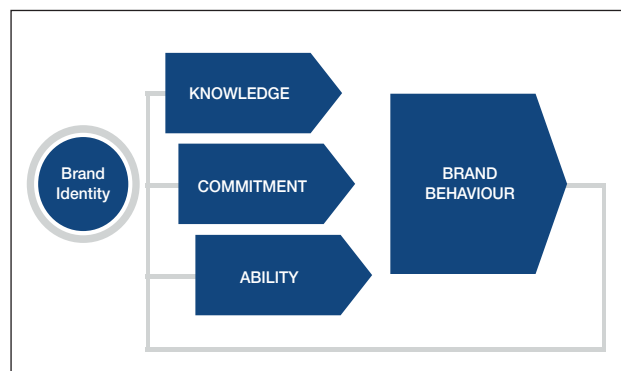 Brand
Identity
KNOWLEDGE
COMMITMENT
ABILITY
BRAND
BEHAVIOUR